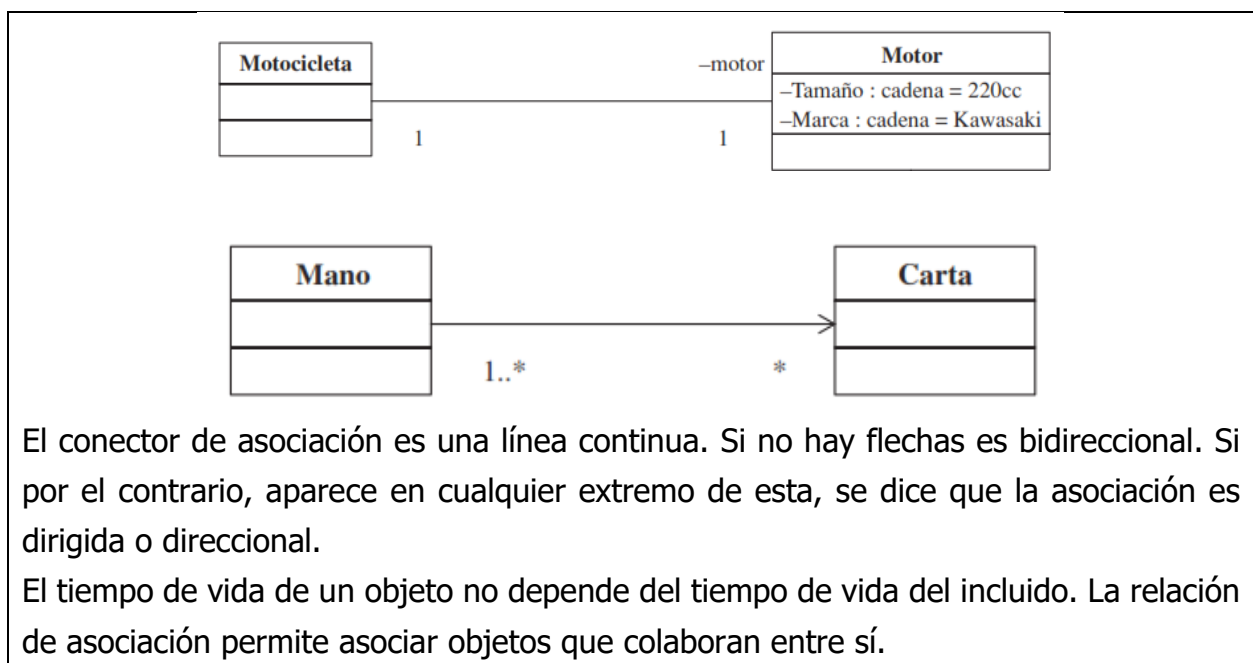 Motocicleta
–motor
Motor
–Tamaño : cadena = 220cc
–Marca : cadena = Kawasaki
1
1
Mano
Carta
1..*
*
El conector de asociación es una línea continua. Si no hay flechas es bidireccional. Si
por el contrario, aparece en cualquier extremo de esta, se dice que la asociación es
dirigida o direccional.
El tiempo de vida de un objeto no depende del tiempo de vida del incluido. La relación
de asociación permite asociar objetos que colaboran entre sí.